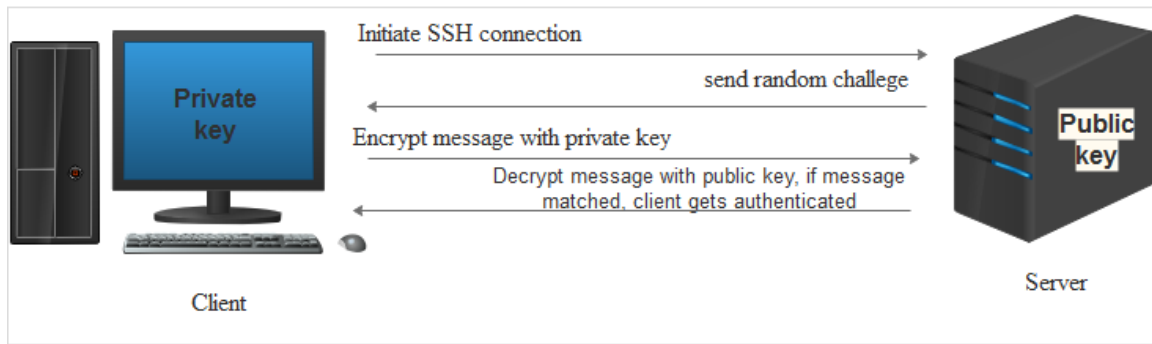 Initiate SSH connection
send random challege
Private
key
Encrypt message with private key
Public
key
Decrypt message with public key, if message
matched, client gets authenticated
Client
Server